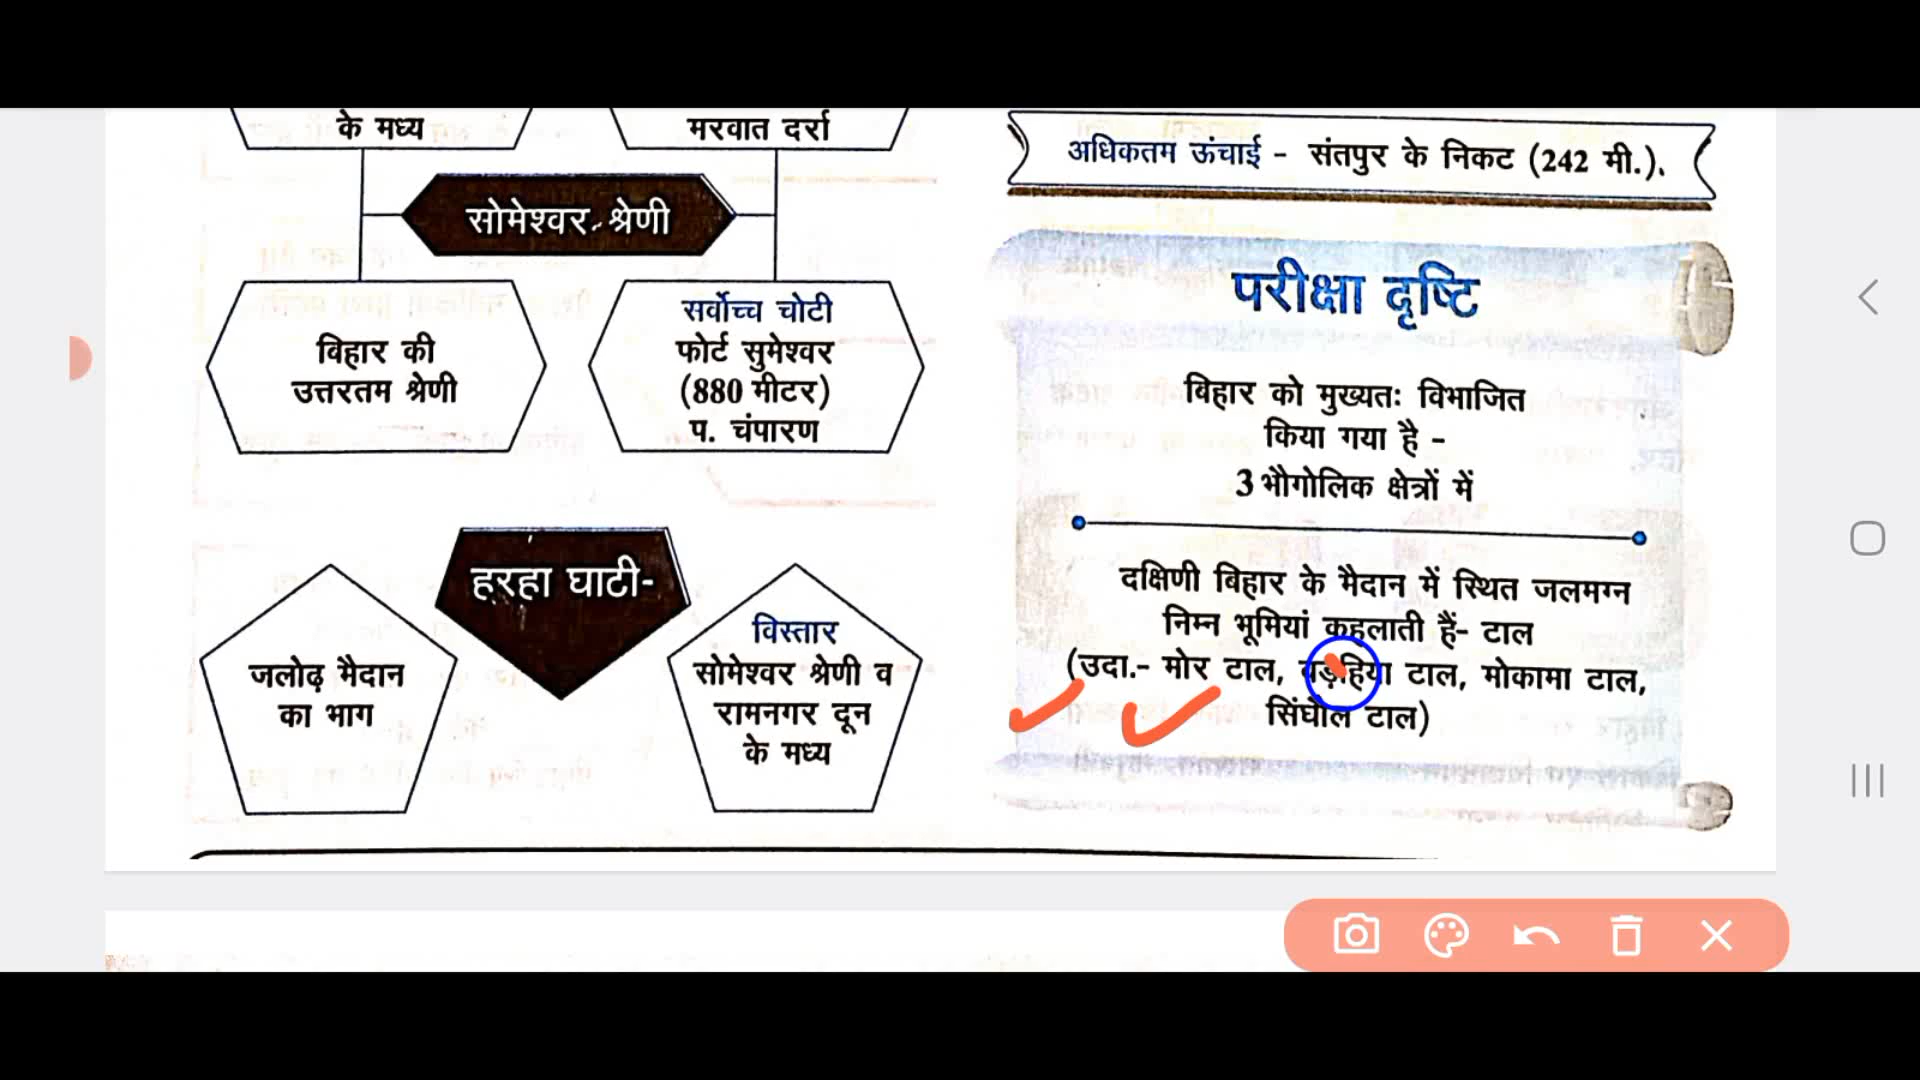 के मध्य
मरवात दर्रा
सोमेश्वर श्रेणी
बिहार की
उत्तरतम श्रेणी
सर्वोच्च चोटी
फोर्ट सुमेश्वर
(880 मीटर)
प. चंपारण
हरहा घाटी-
जलोढ़ मैदान
का भाग
विस्तार
सोमेश्वर श्रेणी व
रामनगर दून
के मध्य
अधिकतम ऊंचाई - संतपुर के निकट (242 मी.).
परीक्षा दृष्टि
बिहार को मुख्यतः विभाजित
किया गया है -
3 भौगोलिक क्षेत्रों में
दक्षिणी बिहार के मैदान में स्थित जलमग्न
निम्न भूमियां कहलाती हैं- टाल
(उदा.- मोर टाल, बड़हिया टाल, मोकामा टाल,
सिंघौल टाल)